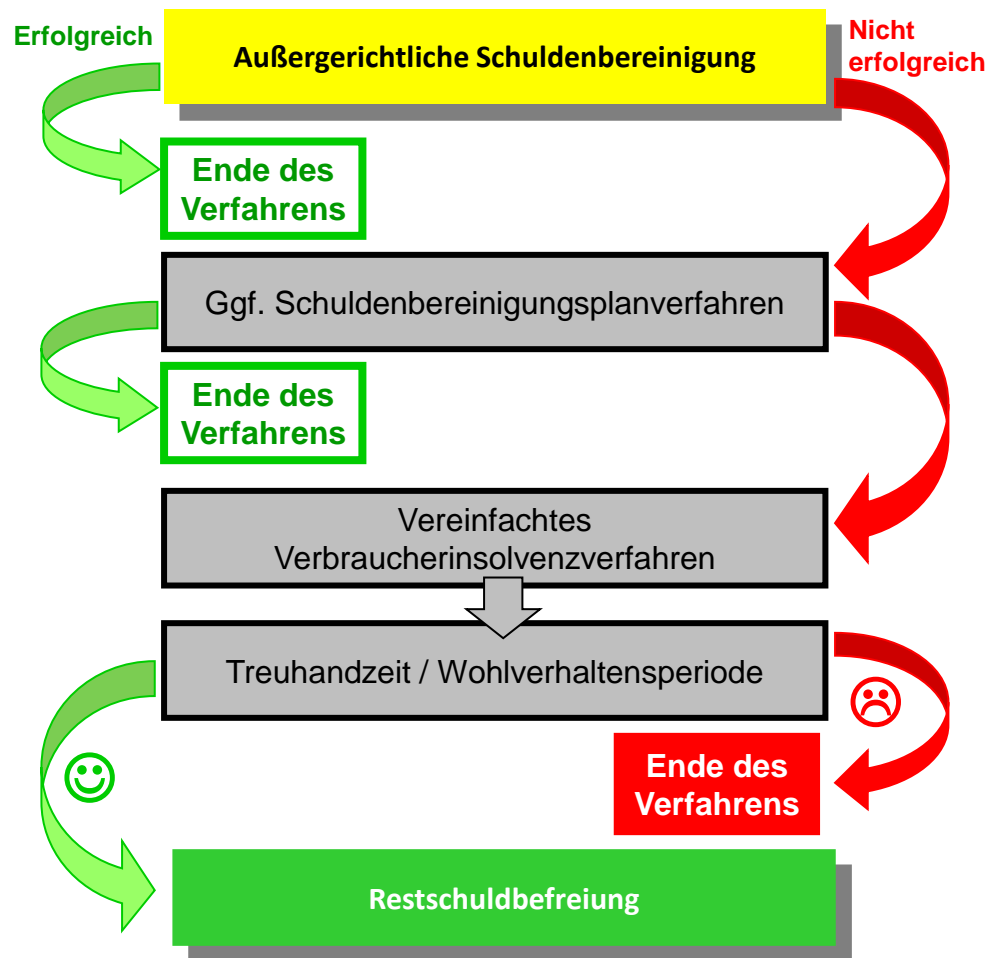 Erfolgreich
Außergerichtliche Schuldenbereinigung
Nicht
erfolgreich
Ende des
Verfahrens
Ggf. Schuldenbereinigungsplanverfahren
Ende des
Verfahrens
Vereinfachtes
Verbraucherinsolvenzverfahren
Treuhandzeit / Wohlverhaltensperiode
Ende des
Verfahrens
Restschuldbefreiung